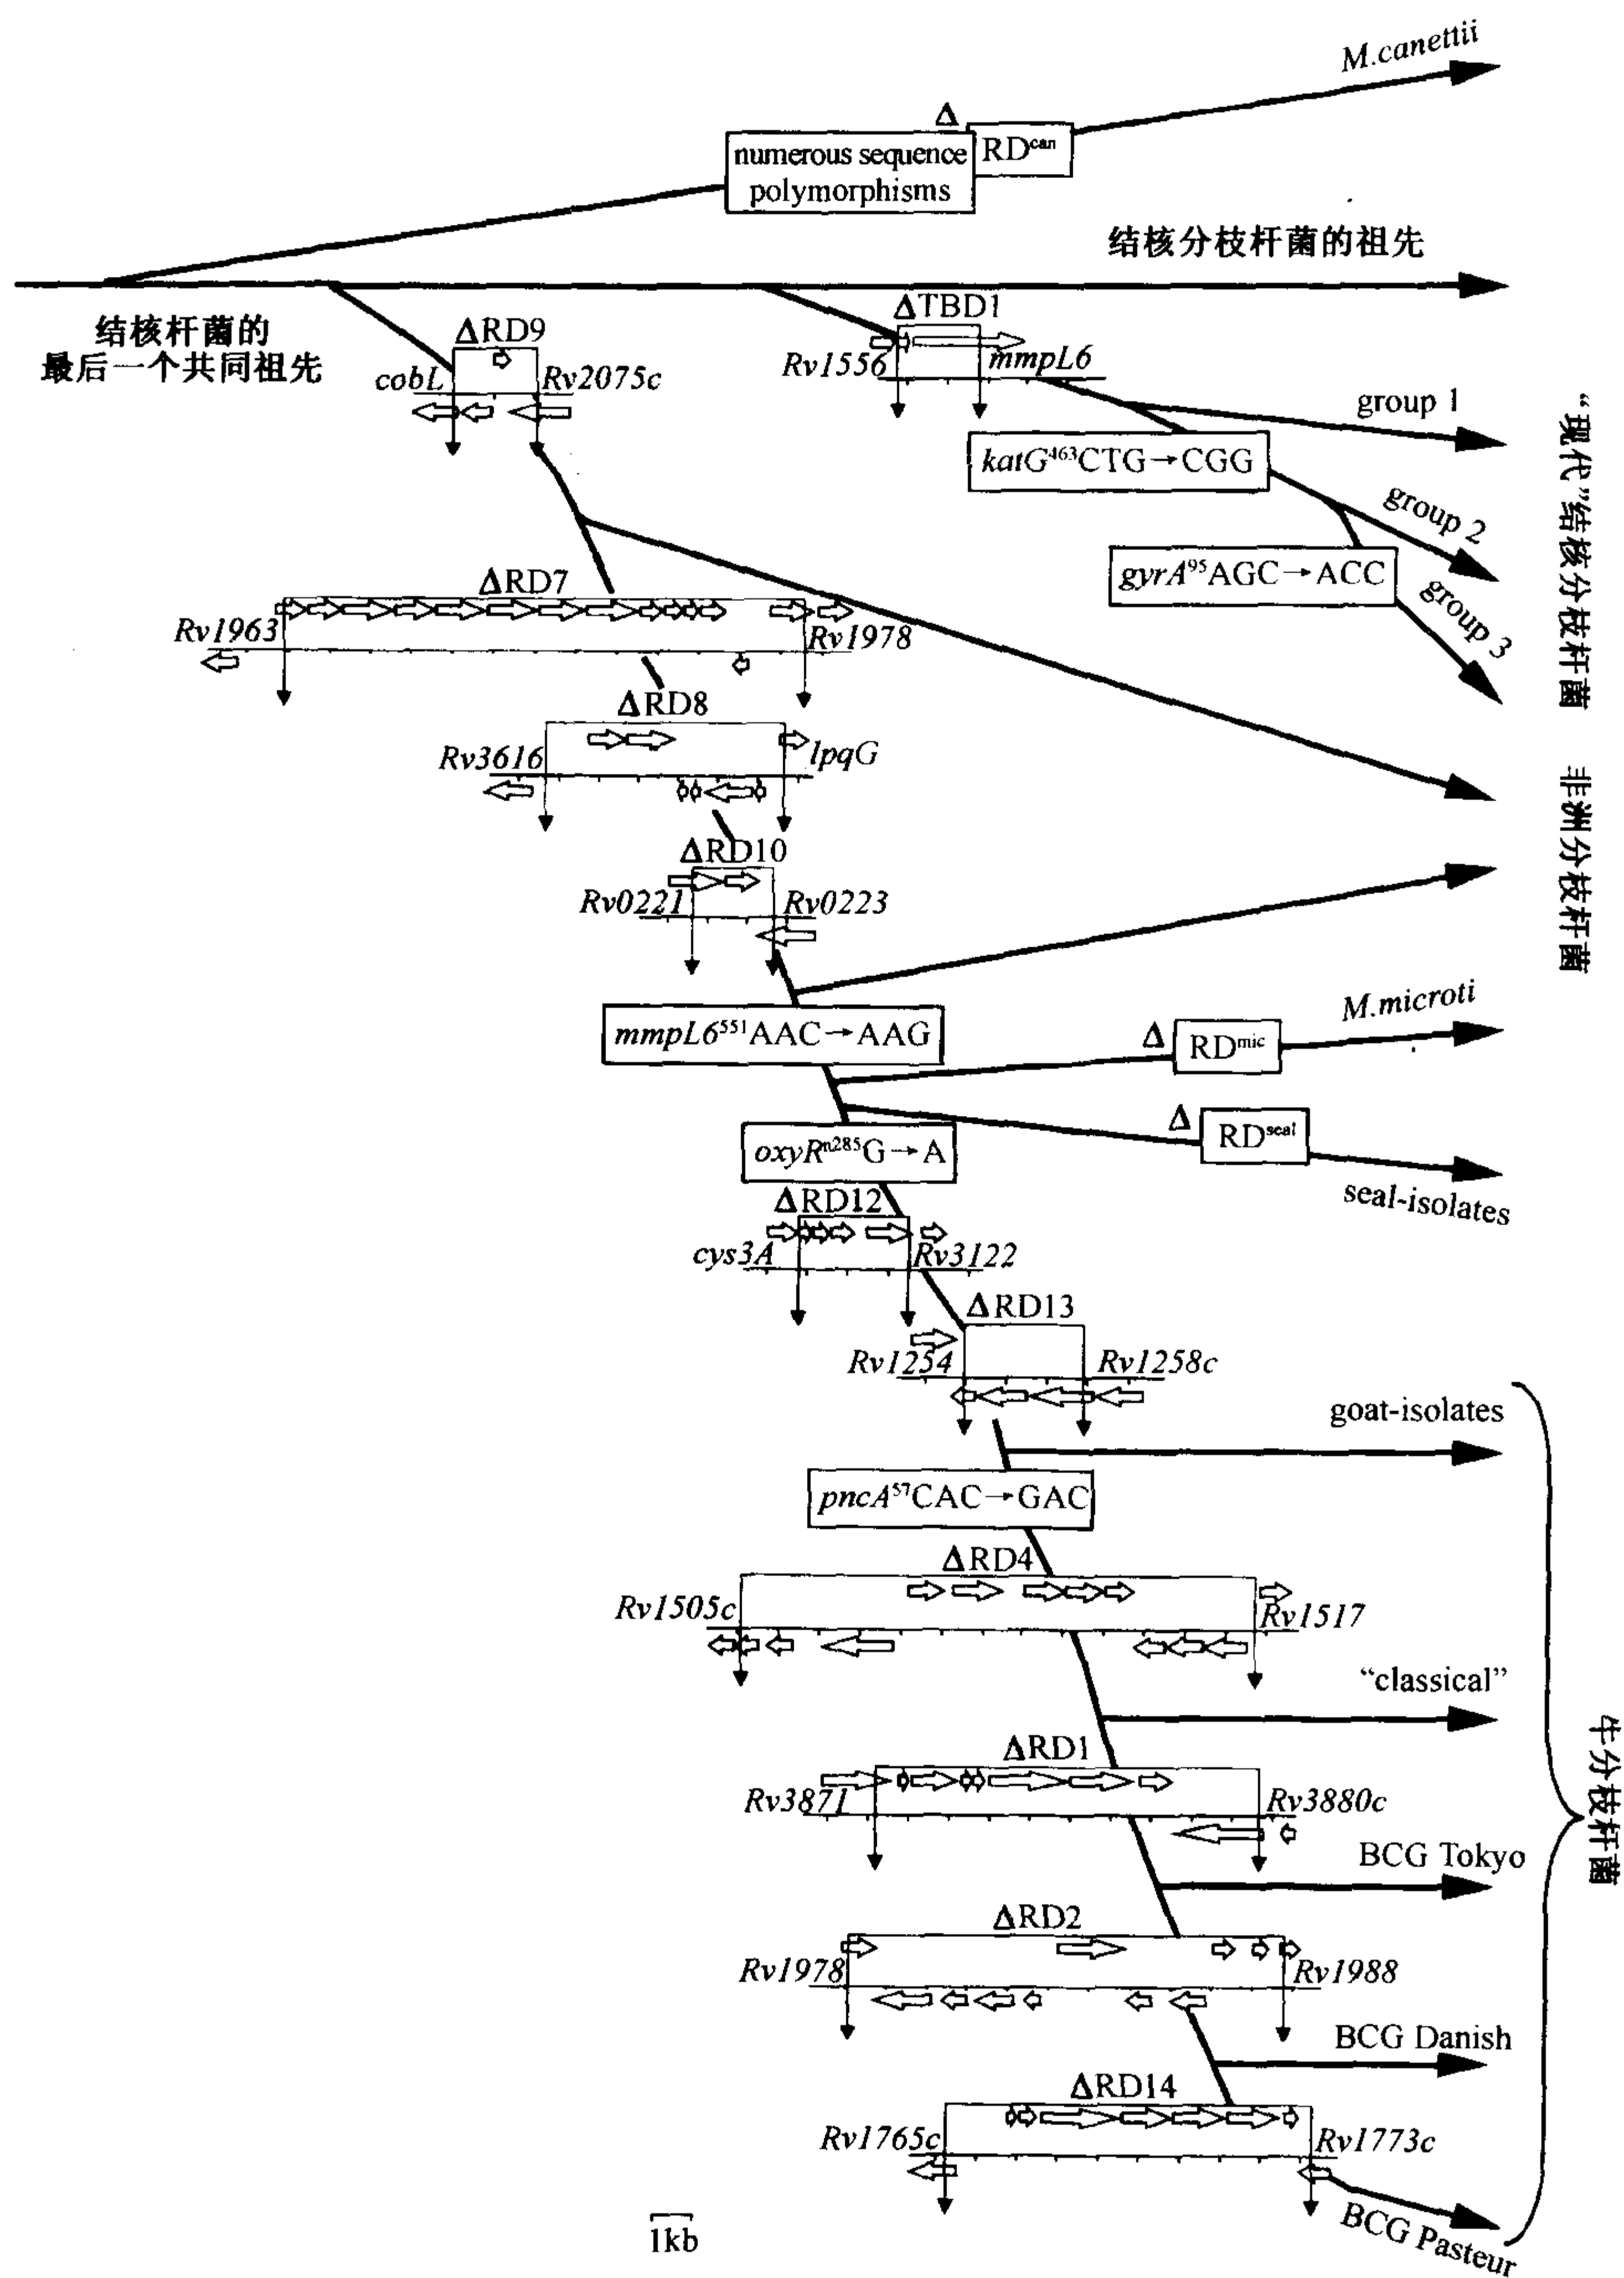 M.canettii
Δ
RDcan
numerous sequence
polymorphisms
结核分枝杆菌的祖先
结核杆菌的
最后一个共同祖先
ΔTBD1
Rv1556
mmpL6
ΔRD9
cobL
Rv2075c
group 1
katG463CTG→CGG
group 2
gyrA95AGC→ACC
group 3
“现代”结核分枝杆菌
ΔRD7
Rv1963
Rv1978
ΔRD8
Rv3616
lpqG
非洲分枝杆菌
ΔRD10
Rv0221
Rv0223
mmpL6551AAC→AAG
M.microti
Δ
RDmic
Δ
RDseal
seal-isolates
oxyRn285G→A
ΔRD12
cys3A
Rv3122
ΔRD13
Rv1254
Rv1258c
goat-isolates
pncA57CAC→GAC
ΔRD4
Rv1505c
Rv1517
“classical”
ΔRD1
Rv3871
Rv3880c
牛分枝杆菌
BCG Tokyo
ΔRD2
Rv1978
Rv1988
BCG Danish
ΔRD14
Rv1765c
Rv1773c
BCG Pasteur
1kb